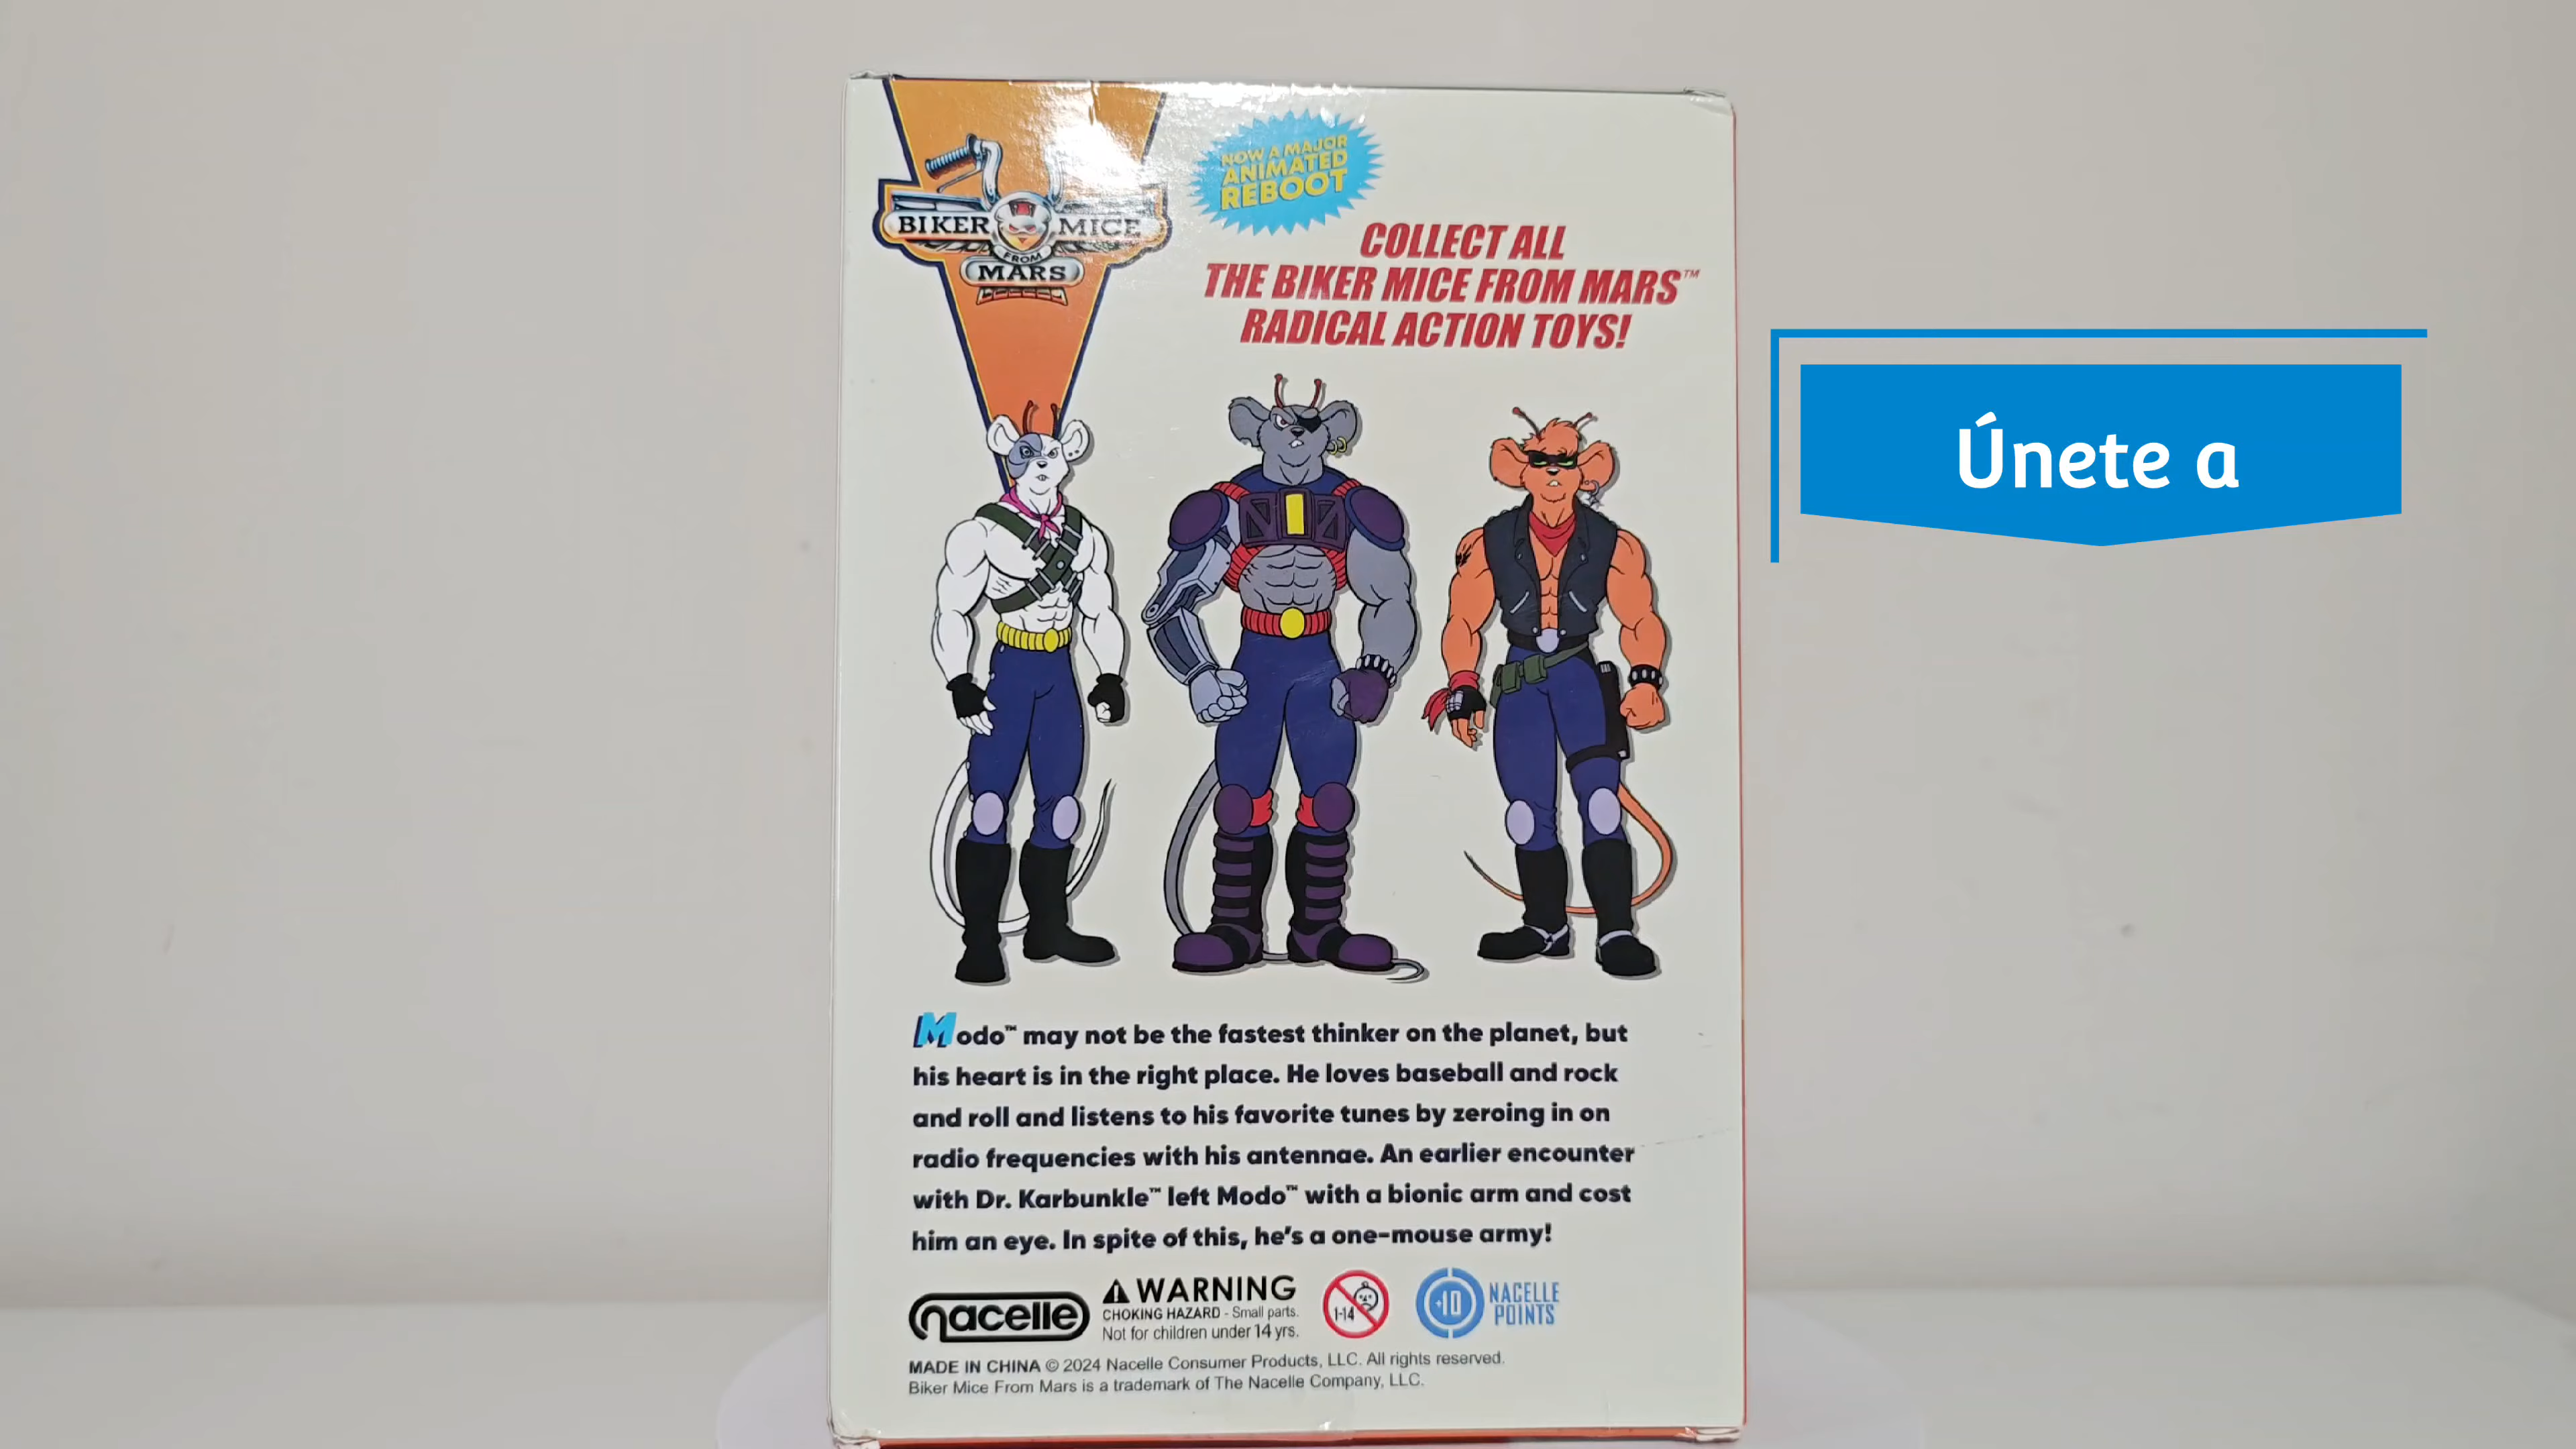 BIKER MICE
FROM
MARS
NOW A MAJOR
ANIMATED
REBOOT
COLLECT ALL
THE BIKER MICE FROM MARS™
RADICAL ACTION TOYS!
Únete a
Modo™ may not be the fastest thinker on the planet, but
his heart is in the right place. He loves baseball and rock
and roll and listens to his favorite tunes by zeroing in on
radio frequencies with his antennae. An earlier encounter
with Dr. Karbunkle™ left Modo™ with a bionic arm and cost
him an eye. In spite of this, he's a one-mouse army!
nacelle
WARNING
CHOKING HAZARD - Small parts.
Not for children under 14 yrs.
1-14
+10
NACELLE
POINTS
MADE IN CHINA © 2024 Nacelle Consumer Products, LLC. All rights reserved.
Biker Mice From Mars is a trademark of The Nacelle Company, LLC.